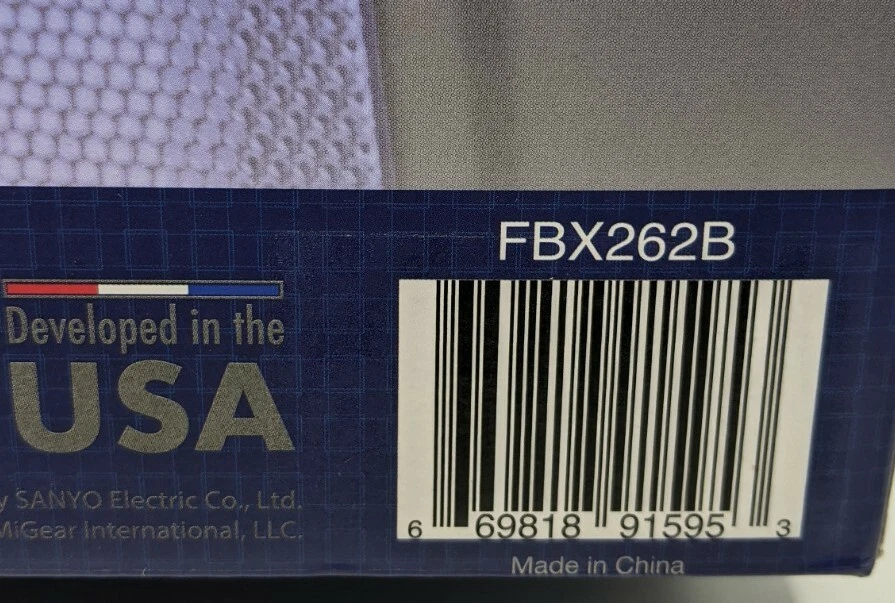 FBX262B
Developed in the
USA
y SANYO Electric Co., Ltd.
MiGear International, LLC.
6 69818 91595 3
Made in China